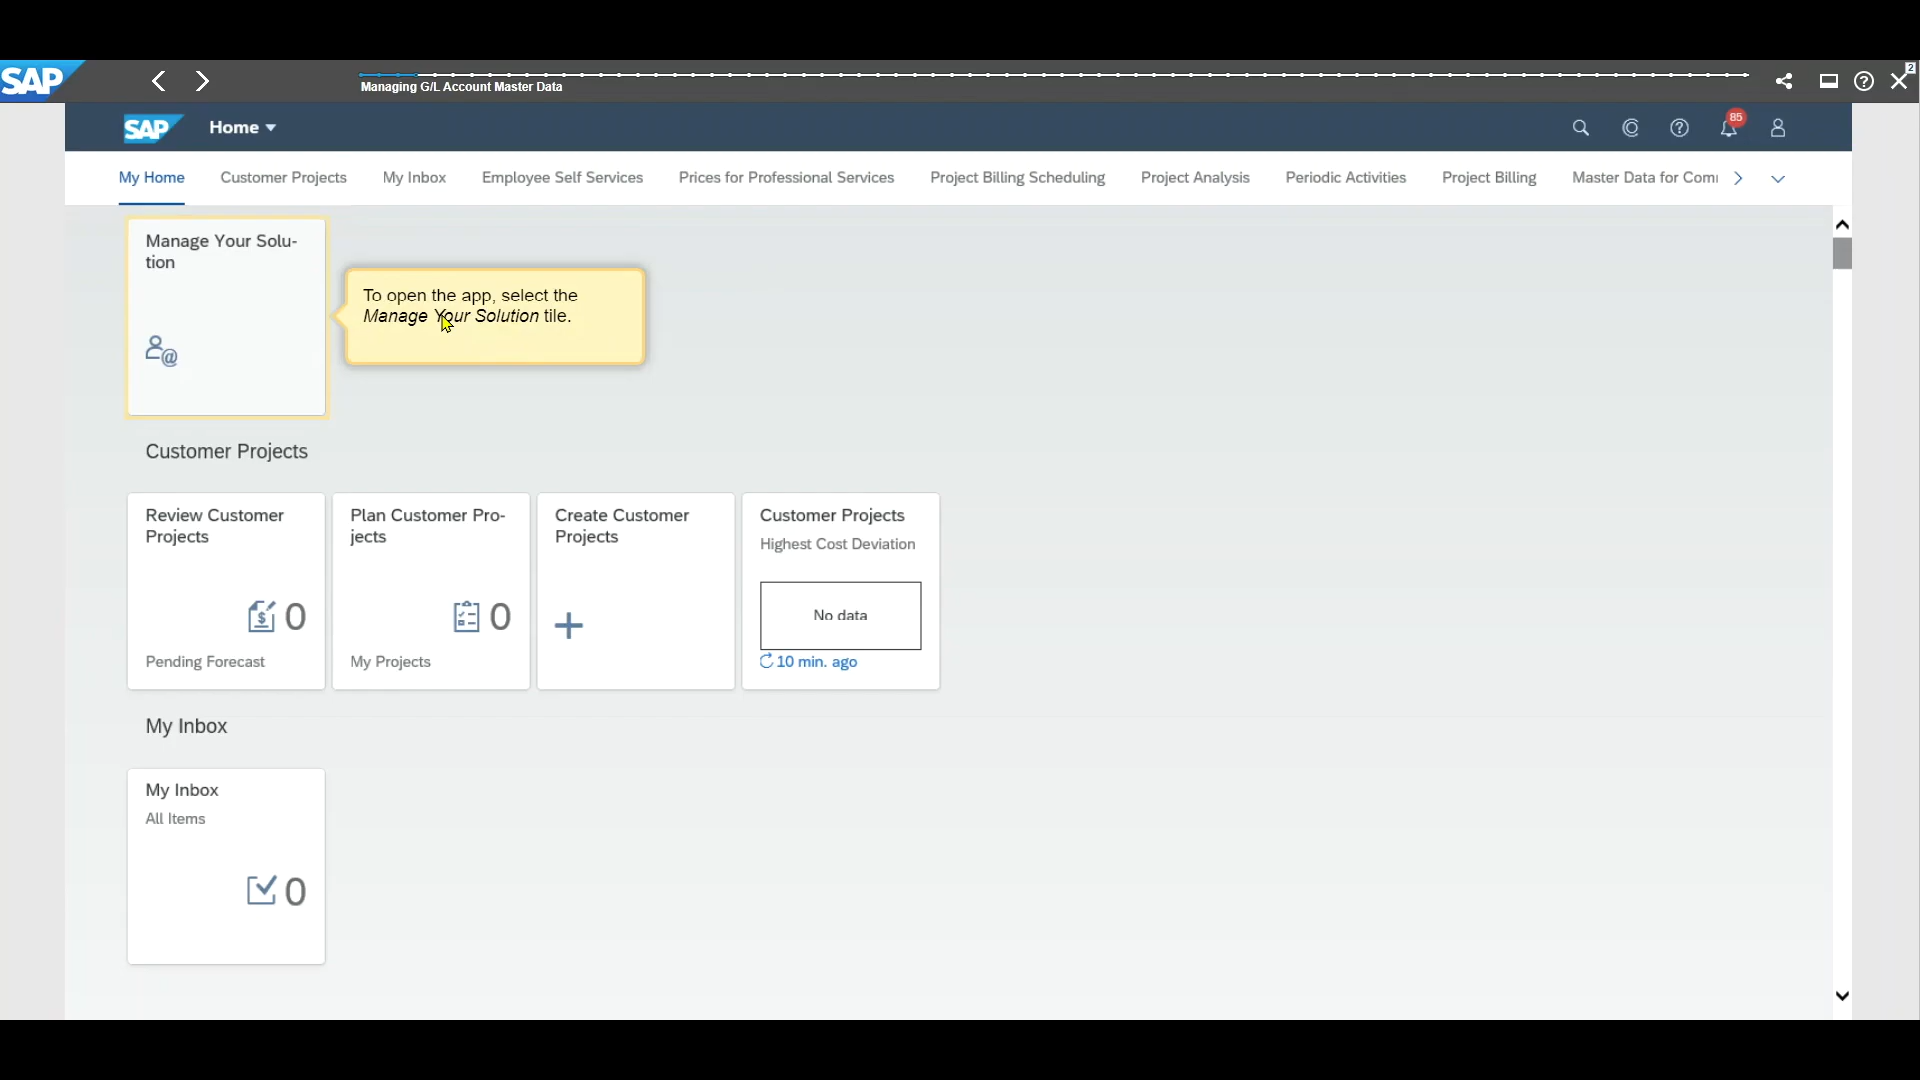 SAP
Managing G/L Account Master Data
2
SAP Home
85
My Home Customer Projects My Inbox Employee Self Services Prices for Professional Services Project Billing Scheduling Project Analysis Periodic Activities Project Billing Master Data for Com
Manage Your Solu-
tion
To open the app, select the
Manage Your Solution tile.
Customer Projects
Review Customer
Projects
0
Pending Forecast
Plan Customer Pro-
jects
0
My Projects
Create Customer
Projects
Customer Projects
Highest Cost Deviation
No data
10 min. ago
My Inbox
My Inbox
All Items
0